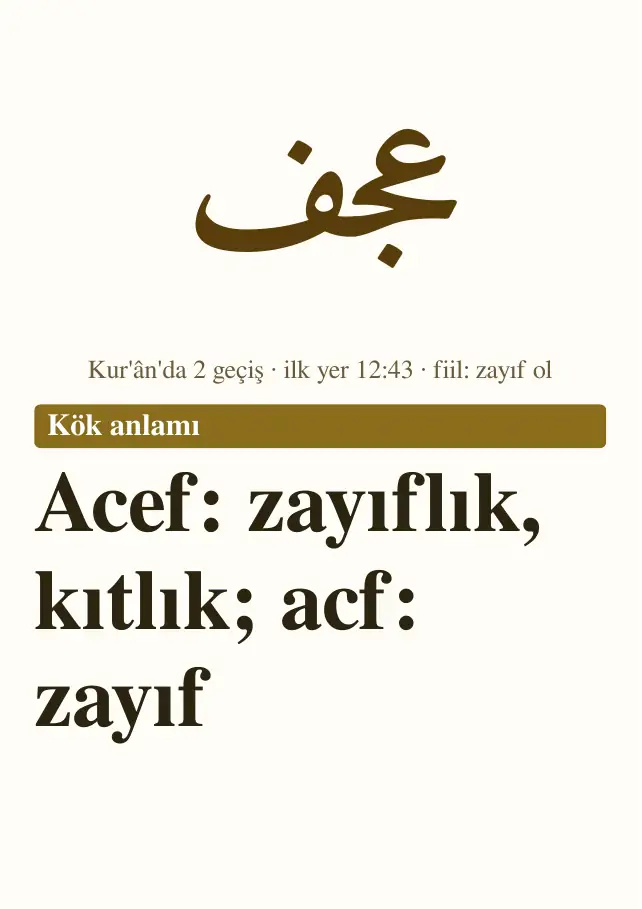 عجف
Kur'ân'da 2 geçiş · ilk yer 12:43 · fiil: zayıf ol
Kök anlamı
Acef: zayıflık,
kıtlık; acf:
zayıf